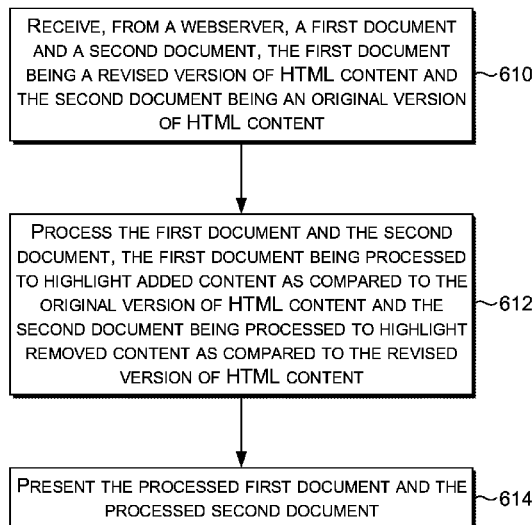 RECEIVE, FROM A WEBSERVER, A FIRST DOCUMENT
AND A SECOND DOCUMENT, THE FIRST DOCUMENT
BEING A REVISED VERSION OF HTML CONTENT AND
THE SECOND DOCUMENT BEING AN ORIGINAL VERSION
OF HTML CONTENT
610
PROCESS THE FIRST DOCUMENT AND THE SECOND
DOCUMENT, THE FIRST DOCUMENT BEING PROCESSED
TO HIGHLIGHT ADDED CONTENT AS COMPARED TO THE
ORIGINAL VERSION OF HTML CONTENT AND THE
SECOND DOCUMENT BEING PROCESSED TO HIGHLIGHT
REMOVED CONTENT AS COMPARED TO THE REVISED
VERSION OF HTML CONTENT
612
PRESENT THE PROCESSED FIRST DOCUMENT AND THE
PROCESSED SECOND DOCUMENT
614